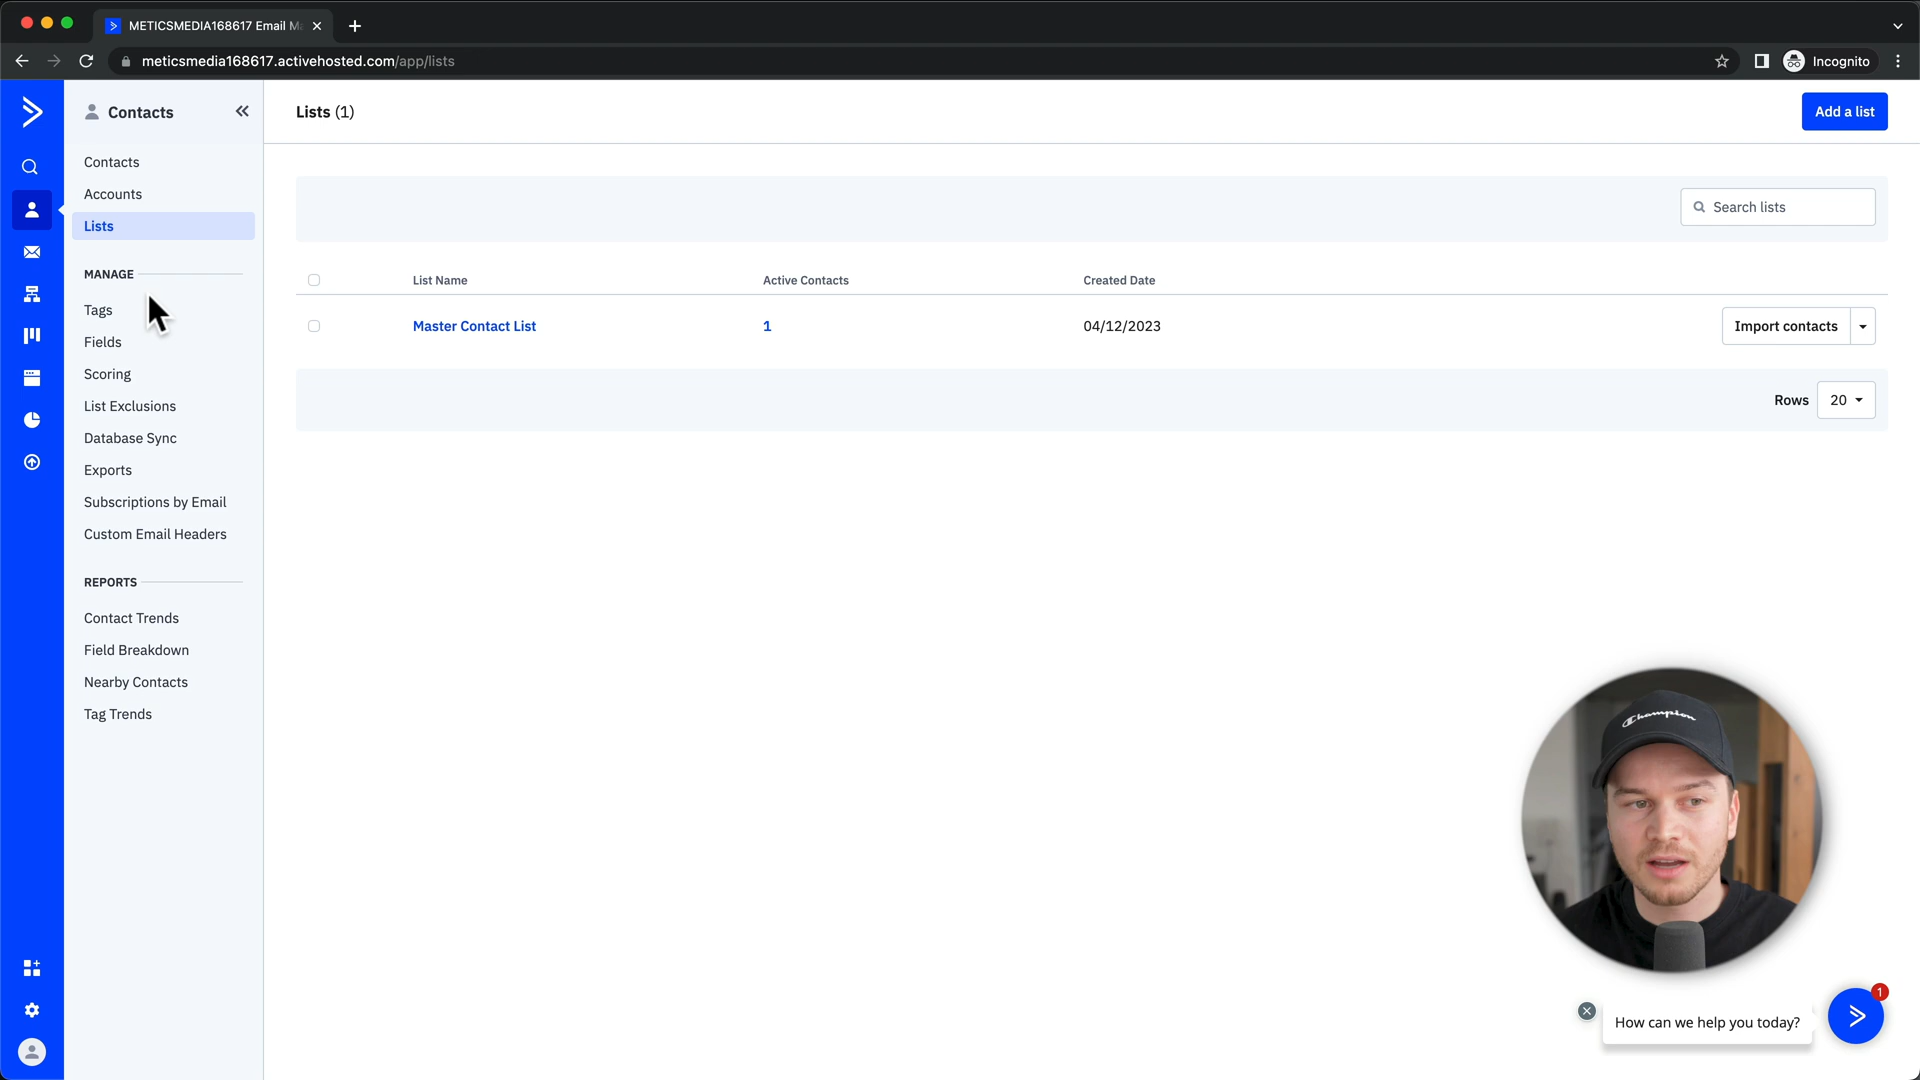 METICSMEDIA168617 Email Ma
meticsmedia168617.activehosted.com/app/lists
Incognito
Contacts
Contacts
Accounts
Lists
MANAGE
Tags
Fields
Scoring
List Exclusions
Database Sync
Exports
Subscriptions by Email
Custom Email Headers
REPORTS
Contact Trends
Field Breakdown
Nearby Contacts
Tag Trends
Lists (1)
Add a list
Search lists
List Name
Active Contacts
Created Date
Master Contact List
1
04/12/2023
Import contacts
Rows
20
Champion
How can we help you today?
1